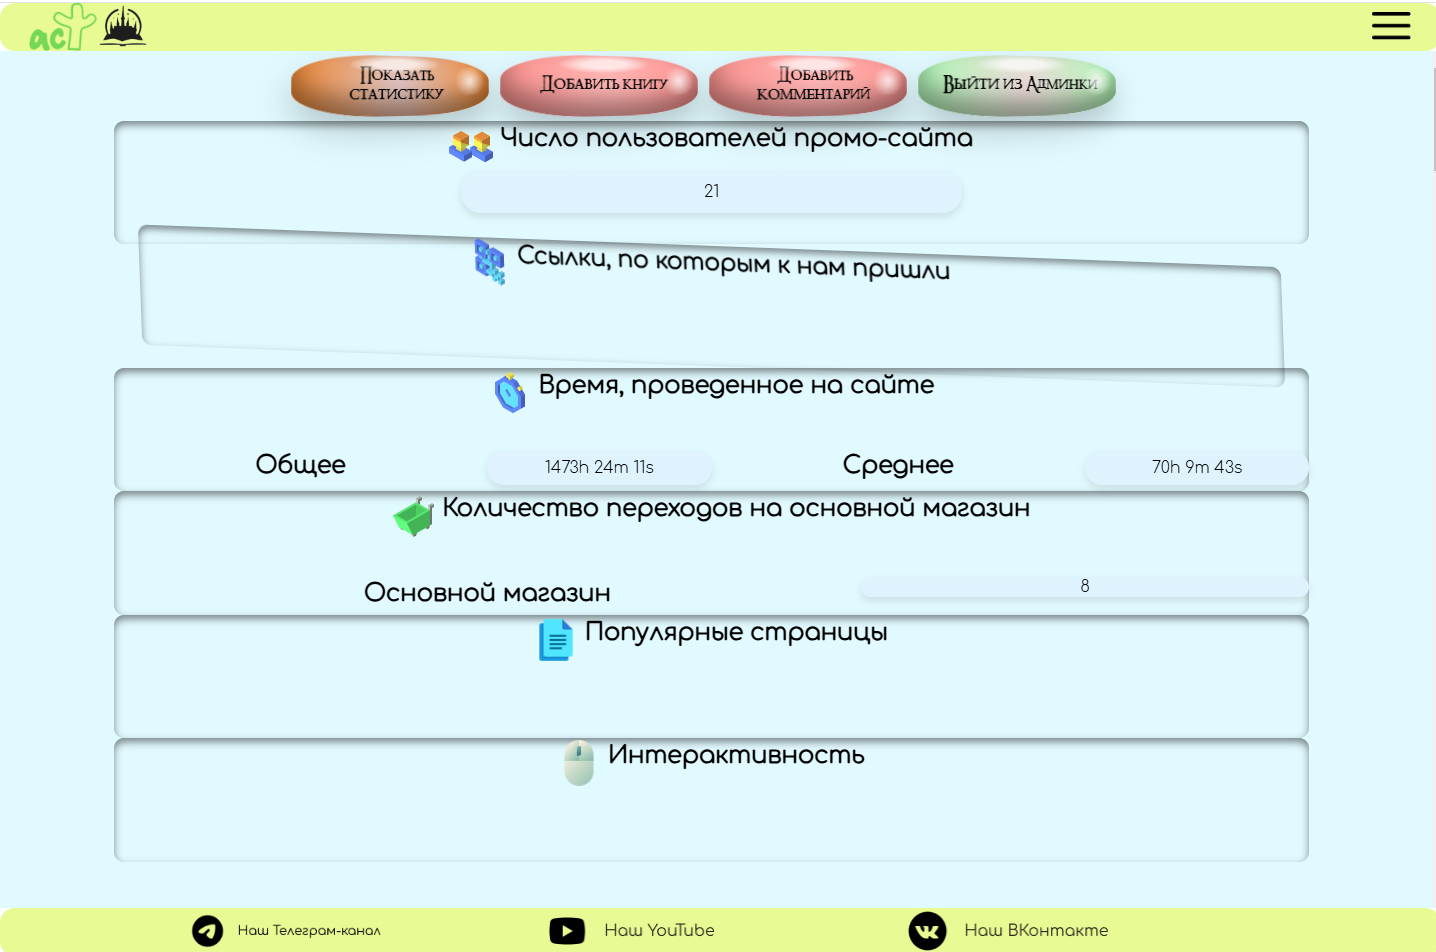 аст
Показать
статистику
Добавить книгу
Добавить
комментарий
Выйти из Админки
Число пользователей промо-сайта
21
Ссылки, по которым к нам пришли
Время, проведенное на сайте
Общее
1473h 24m 11s
Среднее
70h 9m 43s
Количество переходов на основной магазин
Основной магазин
8
Популярные страницы
Интерактивность
Наш Телеграм-канал
Наш YouTube
Наш ВКонтакте